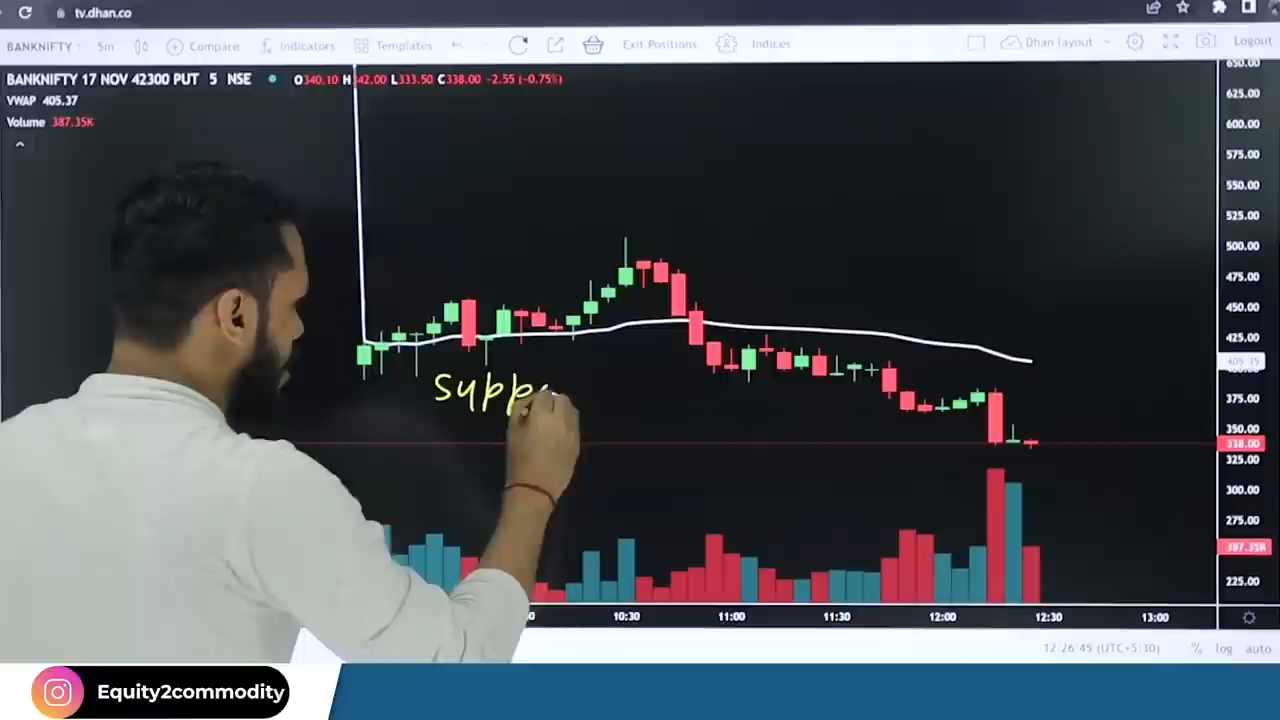 tv.dhan.co
BANKNIFTY 5m Compare Indicators Templates Exit Positions Indices Dhan layout Logout
BANKNIFTY 17 NOV 42300 PUT 5 NSE O340.10 H342.00 L333.50 C338.00 -2.55 (-0.75%)
VWAP 405.37
Volume 387.35K
650.00
625.00
600.00
575.00
550.00
525.00
500.00
475.00
450.00
425.00
405.35
375.00
350.00
338.00
325.00
300.00
275.00
250.00
387.35K
225.00
supp
10:30 11:00 11:30 12:00 12:30 13:00
12:26:45 (UTC+5:30) % log auto
Equity2commodity